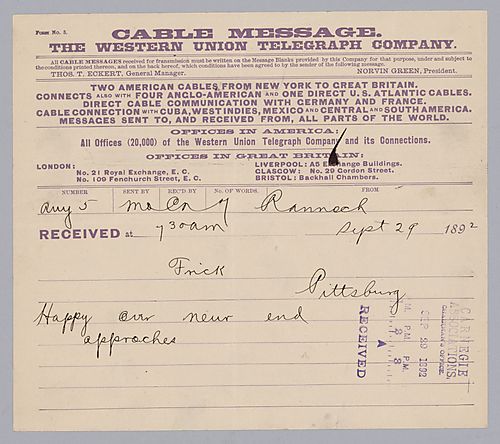 FORM NO. 3.
CABLE MESSAGE.
THE WESTERN UNION TELEGRAPH COMPANY.
All CABLE MESSAGES received for transmission must be written on the Message Blanks provided by this Company for that purpose, under and subject to
the conditions printed thereon, and on the back hereof, which conditions have been agreed to by the sender of the following message.
THOS. T. ECKERT, General Manager. NORVIN GREEN, President.
TWO AMERICAN CABLES FROM NEW YORK TO GREAT BRITAIN.
CONNECTS ALSO WITH FOUR ANGLO-AMERICAN AND ONE DIRECT U.S. ATLANTIC CABLES.
DIRECT CABLE COMMUNICATION WITH GERMANY AND FRANCE.
CABLE CONNECTION WITH CUBA, WEST INDIES, MEXICO AND CENTRAL AND SOUTH AMERICA.
MESSAGES SENT TO, AND RECEIVED FROM, ALL PARTS OF THE WORLD.
OFFICES IN AMERICA:
All Offices (20,000) of the Western Union Telegraph Company and its Connections.
OFFICES IN GREAT BRITAIN:
LONDON: LIVERPOOL: A5 Exchange Buildings.
No. 21 Royal Exchange, E. C. GLASGOW: No. 29 Gordon Street.
No. 109 Fenchurch Street, E. C. BRISTOL: Backhall Chambers.
NUMBER SENT BY REC'D BY NO. OF WORDS. FROM
5 7 Rannoch
RECEIVED at 730am Sept 29 1892
Frick
Pittsburg
Happy our neur end
approaches
CARNEGIE
ASSOCIATIONS
CHAIRMAN'S OFFICE.
SEP 29 1892
RECEIVED